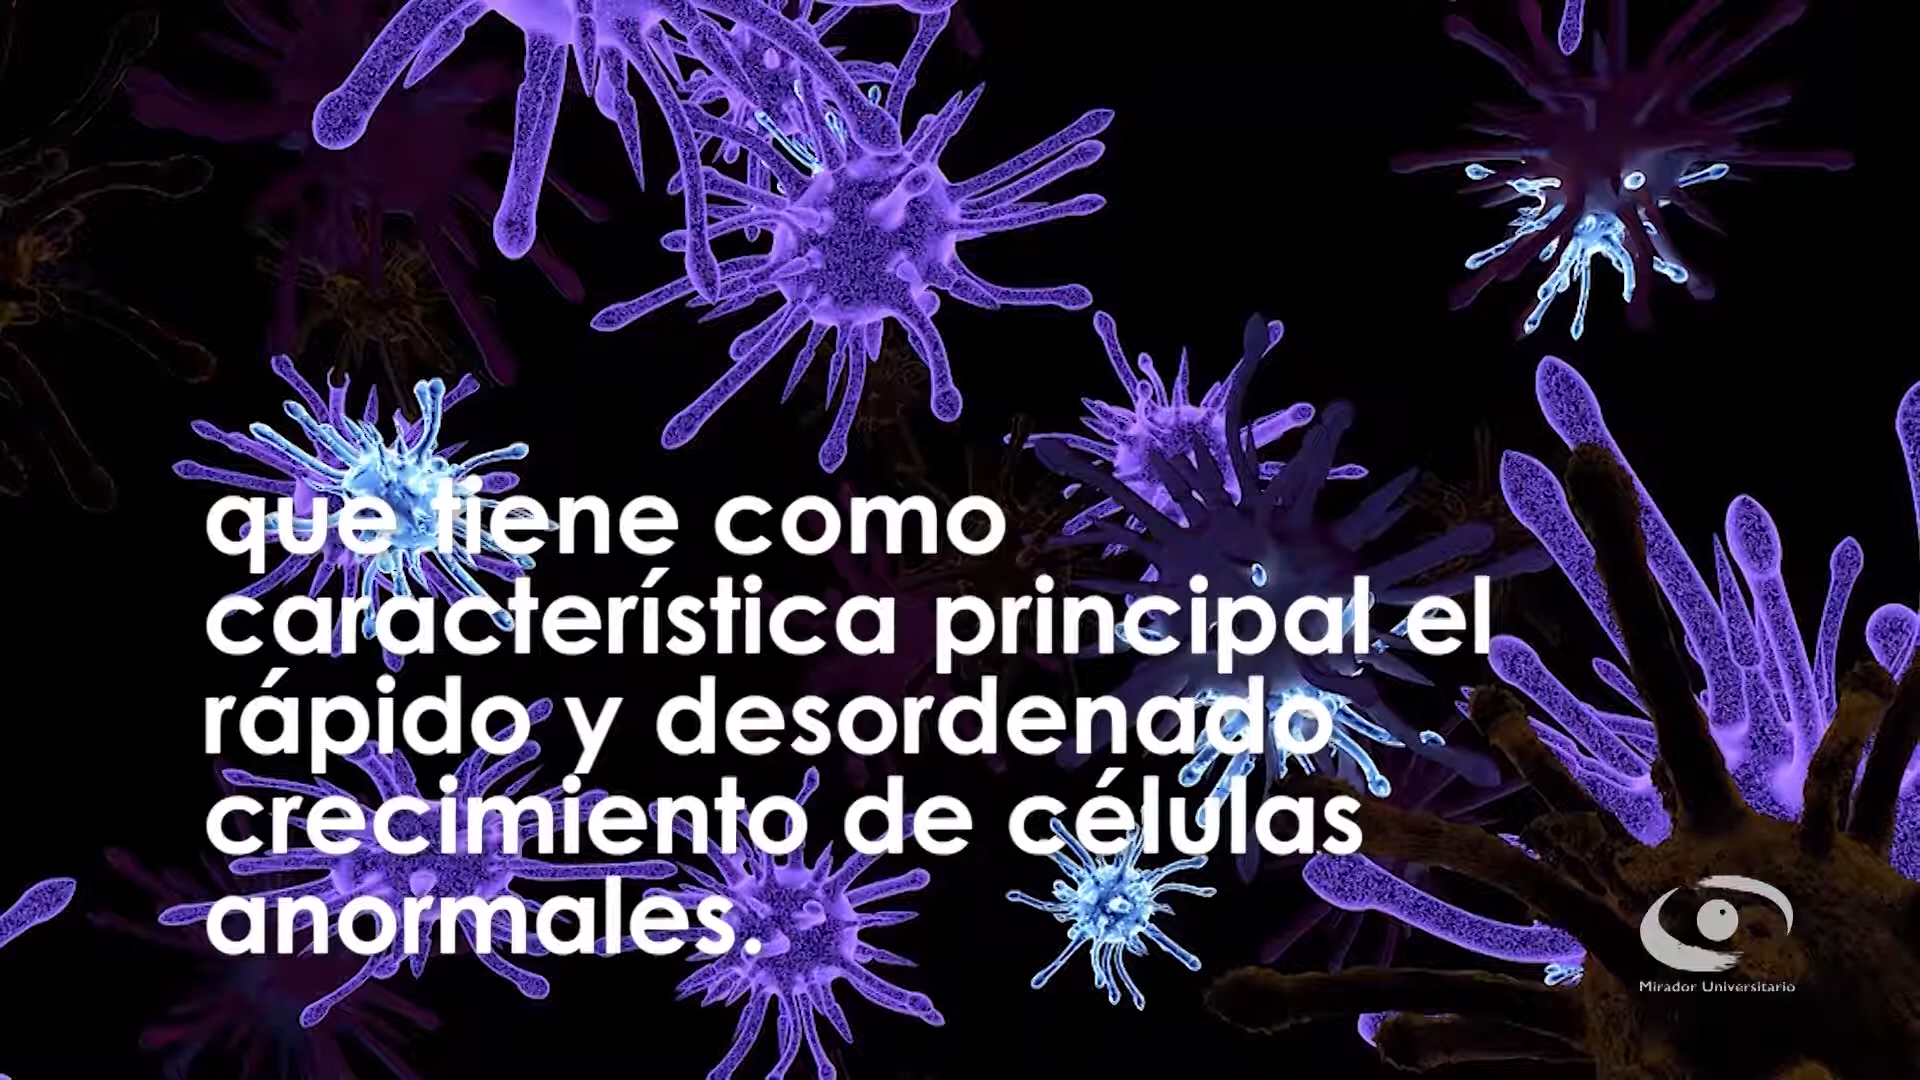 que tiene como
característica principal el
rápido y desordenado
crecimiento de células
anormales.
Mirador Universitario